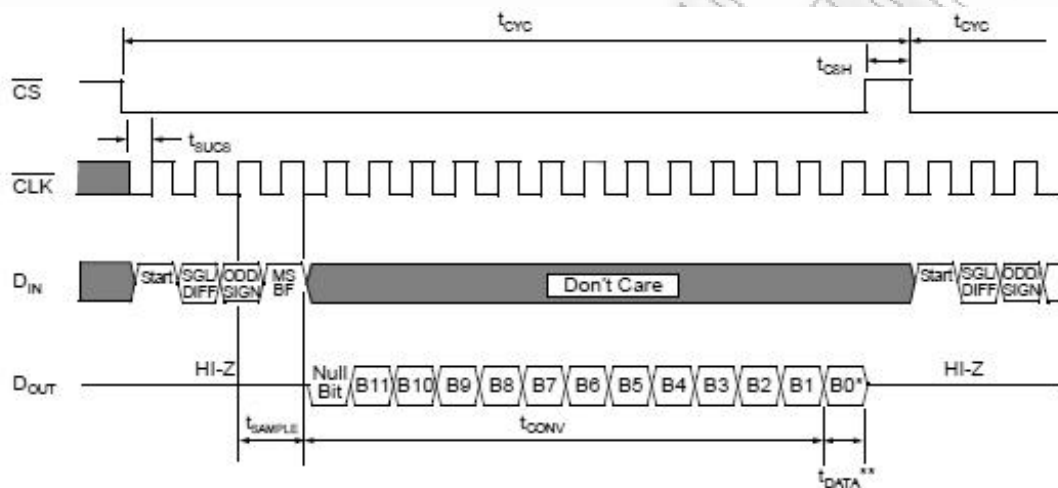 tCYC tCYC
tCSH
CS
tSUCS
CLK
DIN Start SGL/ DIFF ODD/ SIGN MS BF Don't Care Start SGL/ DIFF ODD/ SIGN
HI-Z HI-Z
DOUT Null Bit B11 B10 B9 B8 B7 B6 B5 B4 B3 B2 B1 B0*
tSAMPLE tCONV
tDATA**